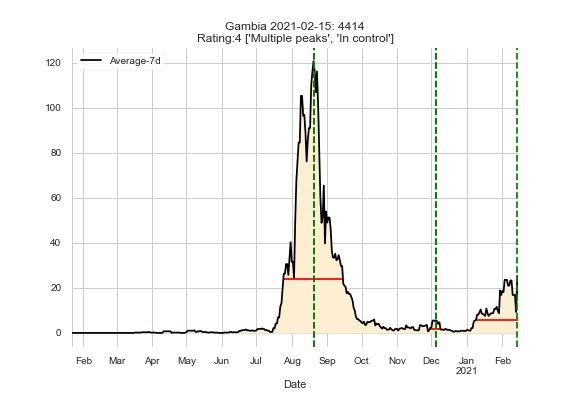 Gambia 2021-02-15: 4414
Rating:4 ['Multiple peaks', 'In control']
Average-7d
120
100
80
60
40
20
0
Feb Mar Apr May Jun Jul Aug Sep Oct Nov Dec Jan Feb
2021
Date